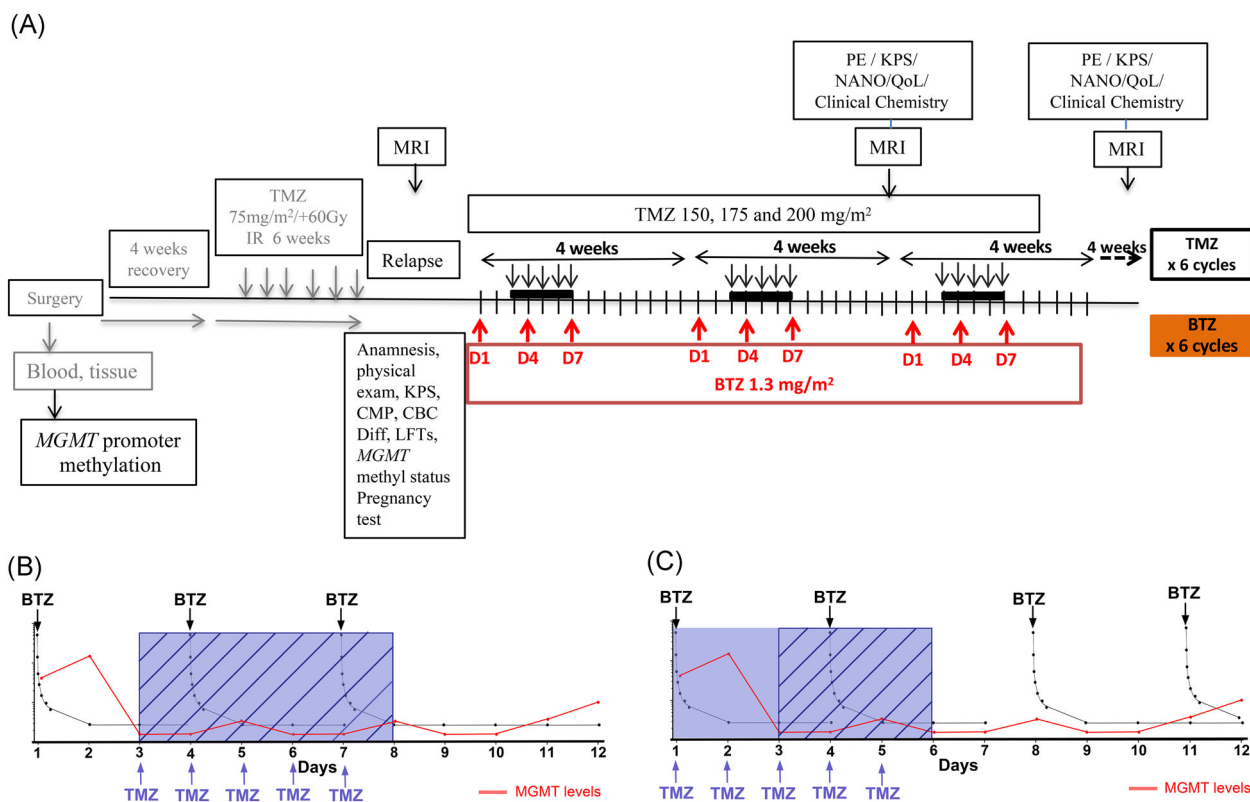 (A)
PE / KPS/
NANO/QoL/
Clinical Chemistry
PE / KPS/
NANO/QoL/
Clinical Chemistry
MRI
MRI
MRI
TMZ
75mg/m²/+60Gy
IR 6 weeks
TMZ 150, 175 and 200 mg/m²
4 weeks
recovery
Relapse
4 weeks
4 weeks
4 weeks
4 weeks
TMZ
x 6 cycles
Surgery
Blood, tissue
MGMT promoter
methylation
Anamnesis,
physical
exam, KPS,
CMP, CBC
Diff, LFTs,
MGMT
methyl status
Pregnancy
test
D1 D4 D7 D1 D4 D7 D1 D4 D7
BTZ 1.3 mg/m²
BTZ
x 6 cycles
(B)
BTZ BTZ BTZ
1 2 3 4 5 6 7 8 9 10 11 12
Days
TMZ TMZ TMZ TMZ TMZ
MGMT levels
(C)
BTZ BTZ BTZ BTZ
1 2 3 4 5 6 7 8 9 10 11 12
Days
TMZ TMZ TMZ TMZ TMZ
MGMT levels